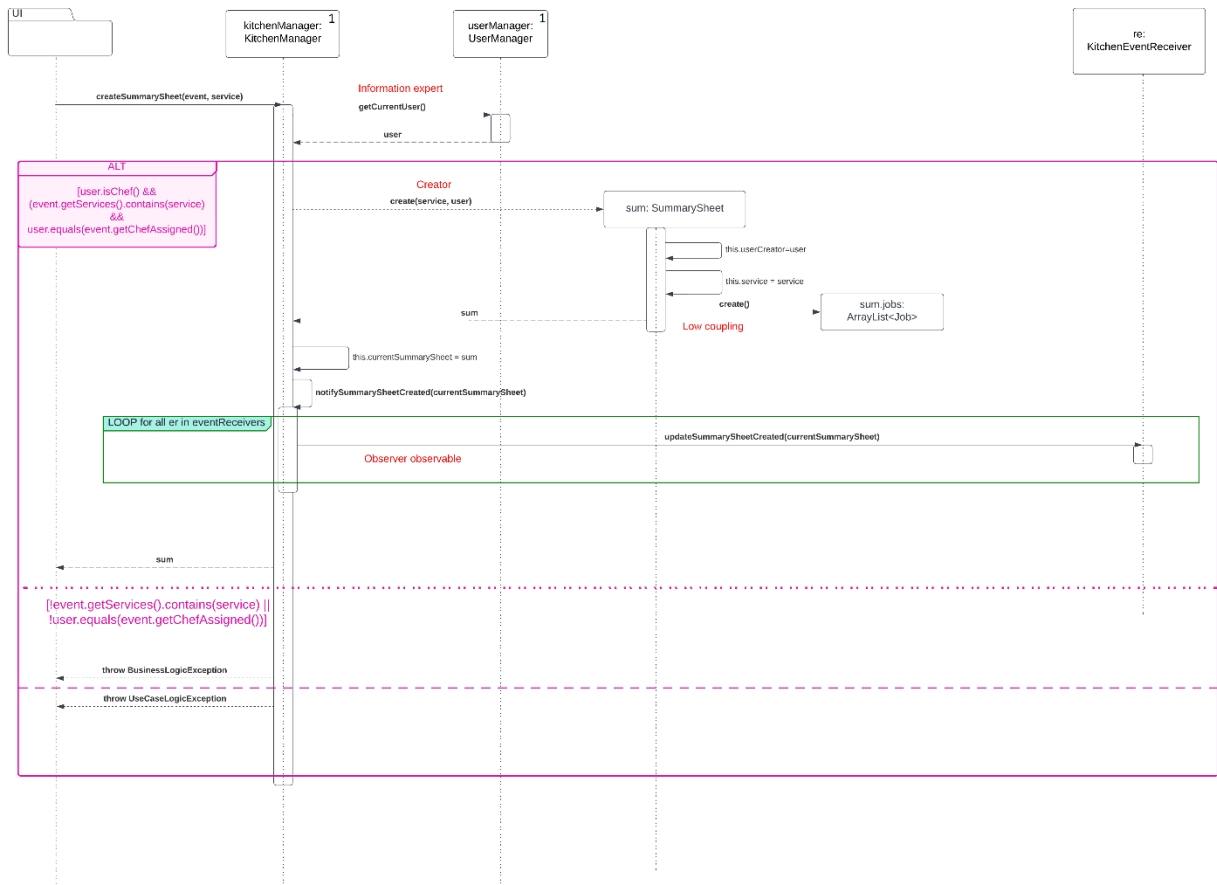 UI
kitchenManager:
KitchenManager
1
userManager:
UserManager
1
re:
KitchenEventReceiver
createSummarySheet(event, service)
Information expert
getCurrentUser()
user
ALT
[user.isChef() &&
(event.getServices().contains(service)
&&
user.equals(event.getChefAssigned())]
Creator
create(service, user)
sum: SummarySheet
this.userCreator=user
this.service = service
create()
sum.jobs:
ArrayList<Job>
sum
Low coupling
this.currentSummarySheet = sum
notifySummarySheetCreated(currentSummarySheet)
LOOP for all er in eventReceivers
updateSummarySheetCreated(currentSummarySheet)
Observer observable
sum
[!event.getServices().contains(service) ||
!user.equals(event.getChefAssigned())]
throw BusinessLogicException
throw UseCaseLogicException